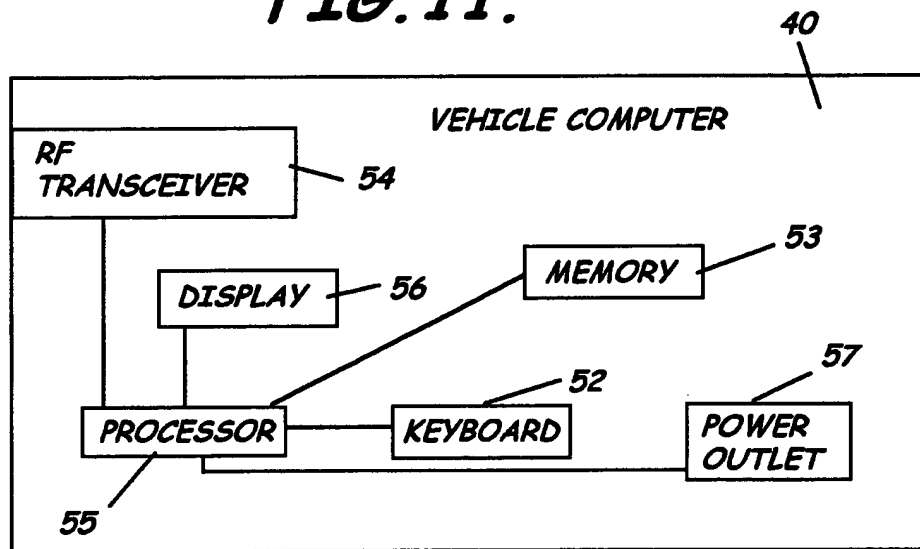 FIG. 11.
40
VEHICLE COMPUTER
RF
TRANSCEIVER
54
53
MEMORY
DISPLAY
56
57
52
PROCESSOR
KEYBOARD
POWER
OUTLET
55